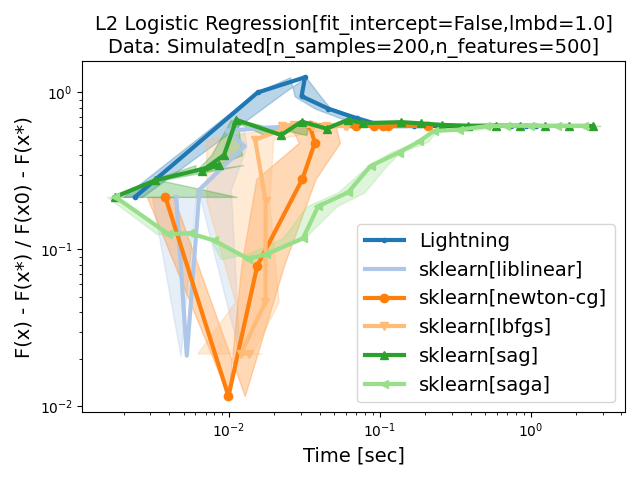 L2 Logistic Regression[fit_intercept=False,lmbd=1.0]
Data: Simulated[n_samples=200,n_features=500]
F(x) - F(x*) / F(x0) - F(x*)
10⁰
10⁻¹
10⁻²
Lightning
sklearn[liblinear]
sklearn[newton-cg]
sklearn[lbfgs]
sklearn[sag]
sklearn[saga]
10⁻² 10⁻¹ 10⁰
Time [sec]